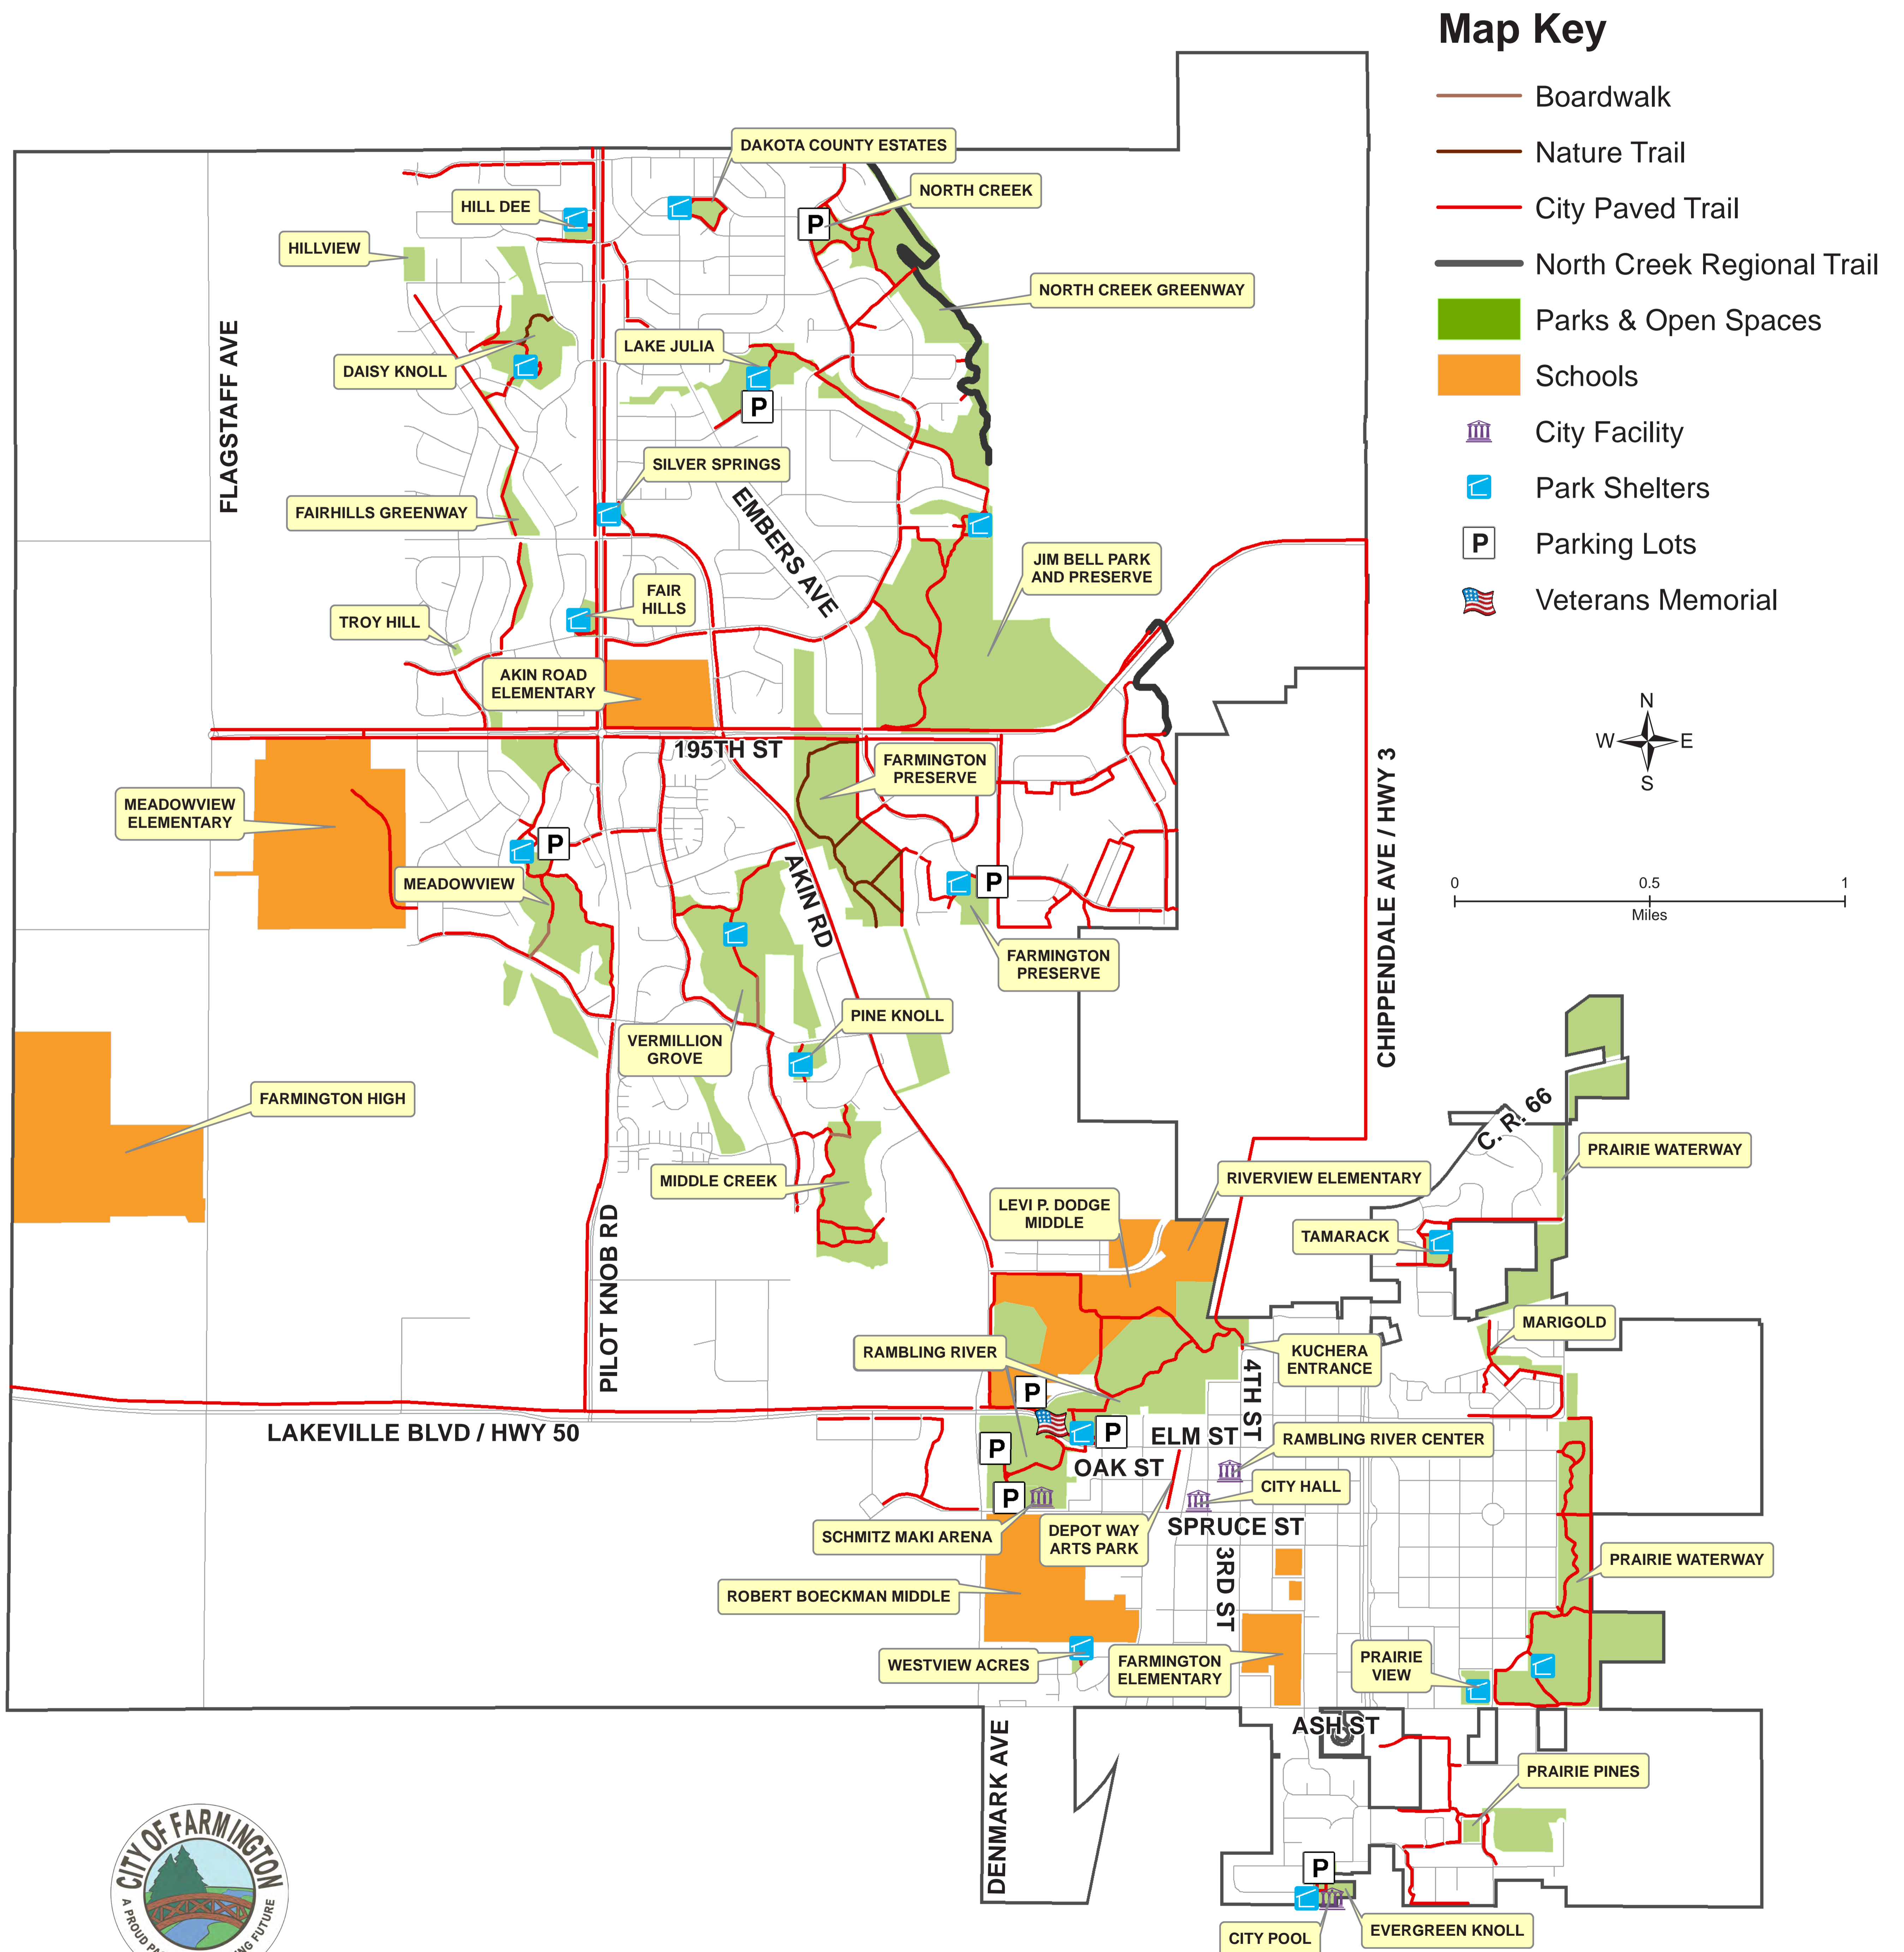 Map Key
Boardwalk
Nature Trail
City Paved Trail
North Creek Regional Trail
Parks & Open Spaces
Schools
City Facility
Park Shelters
P
Parking Lots
Veterans Memorial
N
W
E
S
0
0.5
1
Miles
DAKOTA COUNTY ESTATES
NORTH CREEK
HILL DEE
P
HILLVIEW
NORTH CREEK GREENWAY
LAKE JULIA
DAISY KNOLL
P
FLAGSTAFF AVE
SILVER SPRINGS
EMBERS AVE
FAIRHILLS GREENWAY
JIM BELL PARK
AND PRESERVE
FAIR
HILLS
TROY HILL
AKIN ROAD
ELEMENTARY
195TH ST
FARMINGTON
PRESERVE
MEADOWVIEW
ELEMENTARY
P
MEADOWVIEW
AKIN RD
P
FARMINGTON
PRESERVE
CHIPPENDALE AVE / HWY 3
PINE KNOLL
VERMILLION
GROVE
FARMINGTON HIGH
C. R. 66
PRAIRIE WATERWAY
MIDDLE CREEK
RIVERVIEW ELEMENTARY
LEVI P. DODGE
MIDDLE
TAMARACK
PILOT KNOB RD
MARIGOLD
RAMBLING RIVER
KUCHERA
ENTRANCE
P
4TH ST
LAKEVILLE BLVD / HWY 50
P
P
ELM ST
RAMBLING RIVER CENTER
OAK ST
CITY HALL
P
SCHMITZ MAKI ARENA
DEPOT WAY
ARTS PARK
SPRUCE ST
PRAIRIE WATERWAY
ROBERT BOECKMAN MIDDLE
3RD ST
WESTVIEW ACRES
FARMINGTON
ELEMENTARY
PRAIRIE
VIEW
ASH ST
DENMARK AVE
PRAIRIE PINES
P
EVERGREEN KNOLL
CITY POOL
CITY OF FARMINGTON
A PROUD
FUTURE